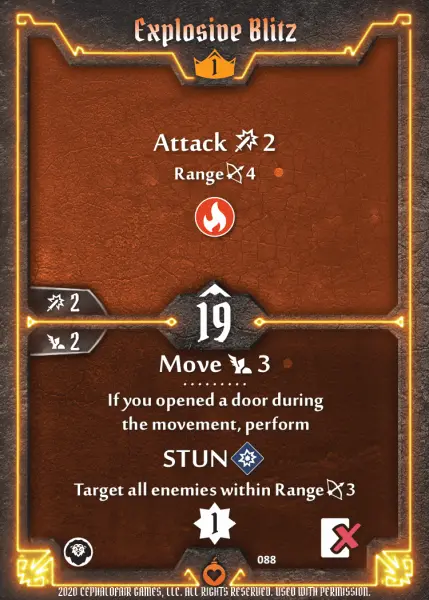 Explosive Blitz
1
Attack 2
Range 4
2
19
2
Move 3
If you opened a door during
the movement, perform
STUN
Target all enemies within Range 3
1
088
2020 CEPHALOFAIR GAMES, LLC. ALL RIGHTS RESERVED. USED WITH PERMISSION.